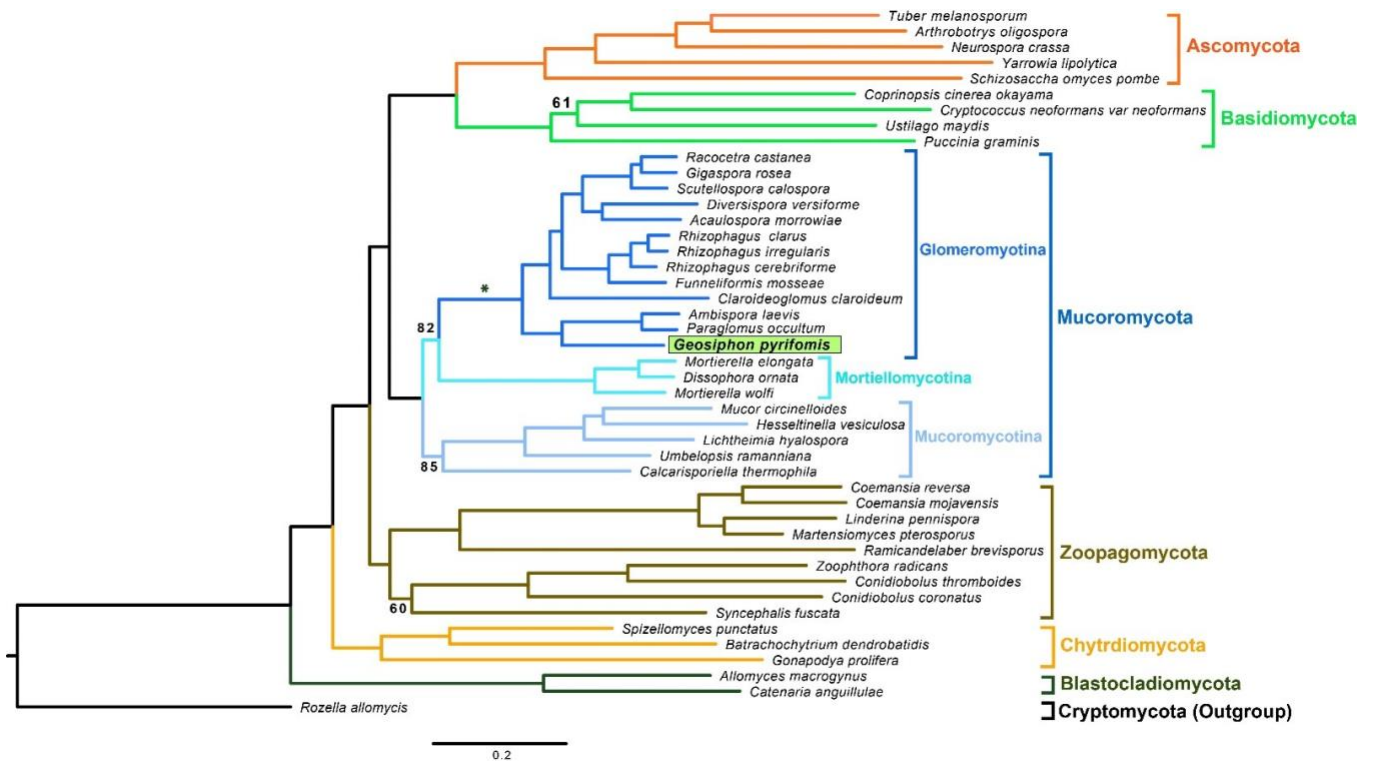 Tuber melanosporum
Arthrobotrys oligospora
Neurospora crassa
Ascomycota
Yarrowia lipolytica
Schizosaccha omyces pombe
Coprinopsis cinerea okayama
61
Cryptococcus neoformans var neoformans
Basidiomycota
Ustilago maydis
Puccinia graminis
Racocetra castanea
Gigaspora rosea
Scutellospora calospora
Diversispora versiforme
Acaulospora morrowiae
Rhizophagus clarus
Rhizophagus irregularis
Glomeromyotina
Rhizophagus cerebriforme
Funneliformis mosseae
*
Claroideoglomus claroideum
Ambispora laevis
Mucoromycota
82
Paraglomus occultum
Geosiphon pyrifomis
Mortierella elongata
Dissophora ornata
Mortiellomycotina
Mortierella wolfi
Mucor circinelloides
Hesseltinella vesiculosa
Mucoromycotina
Lichtheimia hyalospora
Umbelopsis ramanniana
85
Calcarisporiella thermophila
Coemansia reversa
Coemansia mojavensis
Linderina pennispora
Martensiomyces pterosporus
Ramicandelaber brevisporus
Zoopagomycota
Zoophthora radicans
Conidiobolus thromboides
Conidiobolus coronatus
60
Syncephalis fuscata
Spizellomyces punctatus
Batrachochytrium dendrobatidis
Chytrdiomycota
Gonapodya prolifera
Allomyces macrogynus
Blastocladiomycota
Catenaria anguillulae
Rozella allomycis
Cryptomycota (Outgroup)
0.2